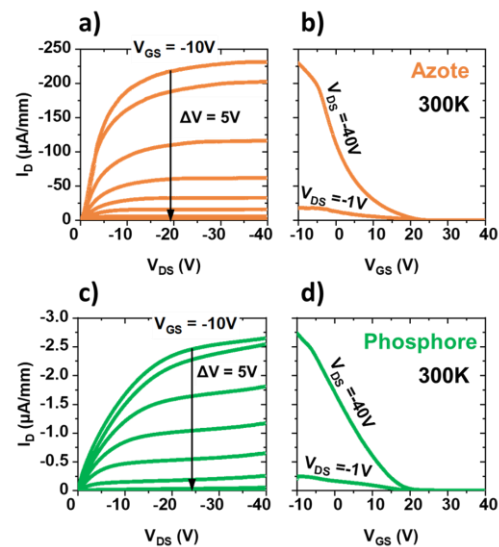 a)
V_GS = -10V
ΔV = 5V
I_D (µA/mm)
-250
-200
-150
-100
-50
0
0 -10 -20 -30 -40
V_DS (V)
b)
Azote
300K
V_DS=-40V
V_DS=-1V
-10 0 10 20 30 40
V_GS (V)
c)
V_GS = -10V
ΔV = 5V
I_D (µA/mm)
-3.0
-2.5
-2.0
-1.5
-1.0
-0.5
0
0 -10 -20 -30 -40
V_DS (V)
d)
Phosphore
300K
V_DS=-40V
V_DS=-1V
-10 0 10 20 30 40
V_GS (V)